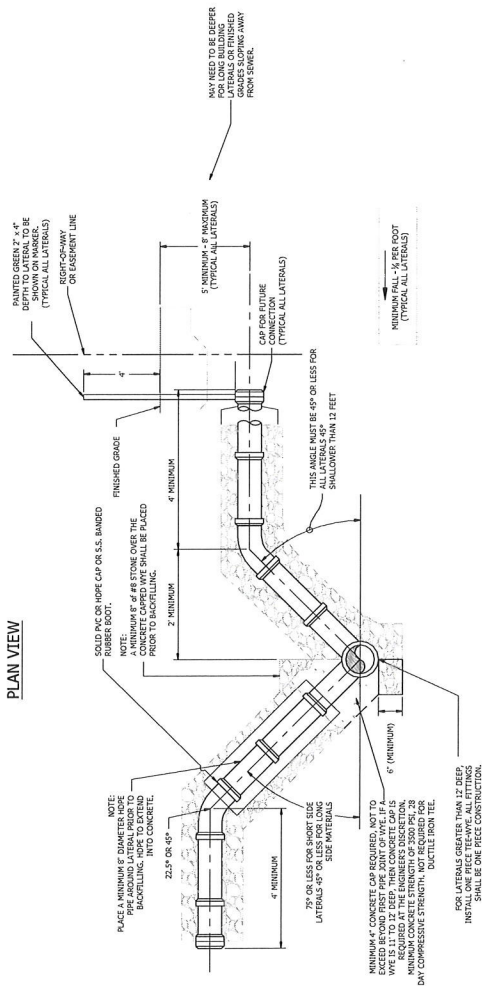 PLAN VIEW
NOTE:
PLACE A MINIMUM 8" DIAMETER HDPE
PIPE AROUND LATERAL PRIOR TO
BACKFILLING. HDPE TO EXTEND
INTO CONCRETE.
SOLID PVC OR HDPE CAP OR S.S. BANDED
RUBBER BOOT.
NOTE:
A MINIMUM 8" of #8 STONE OVER THE
CONCRETE CAPPED WYE SHALL BE PLACED
PRIOR TO BACKFILLING.
FINISHED GRADE
PAINTED GREEN 2" x 4"
DEPTH TO LATERAL TO BE
SHOWN ON MARKER.
(TYPICAL ALL LATERALS)
RIGHT-OF-WAY
OR EASEMENT LINE
MAY NEED TO BE DEEPER
FOR LONG BUILDING
LATERALS OR FINISHED
GRADES SLOPING AWAY
FROM SEWER.
4'
5' MINIMUM - 8' MAXIMUM
(TYPICAL ALL LATERALS)
22.5° OR 45°
2' MINIMUM
4' MINIMUM
CAP FOR FUTURE
CONNECTION
(TYPICAL ALL LATERALS)
4' MINIMUM
75° OR LESS FOR SHORT SIDE
LATERALS 45° OR LESS FOR LONG
SIDE MATERIALS
THIS ANGLE MUST BE 45° OR LESS FOR
ALL LATERALS 45°
SHALLOWER THAN 12 FEET
6" (MINIMUM)
MINIMUM FALL - ¼ PER FOOT
(TYPICAL ALL LATERALS)
MINIMUM 4" CONCRETE CAP REQUIRED, NOT TO
EXCEED BEYOND FIRST PIPE JOINT OF WYE. IF A
WYE IS 11' TO 12' DEEP, THEN CONCRETE CAP IS
REQUIRED AT THE ENGINEER'S DISCRETION.
MINIMUM CONCRETE STRENGTH OF 3500 PSI, 28
DAY COMPRESSIVE STRENGTH. NOT REQUIRED FOR
DUCTILE IRON TEE.
FOR LATERALS GREATER THAN 12' DEEP,
INSTALL ONE PIECE TEE-WYE. ALL FITTINGS
SHALL BE ONE PIECE CONSTRUCTION.